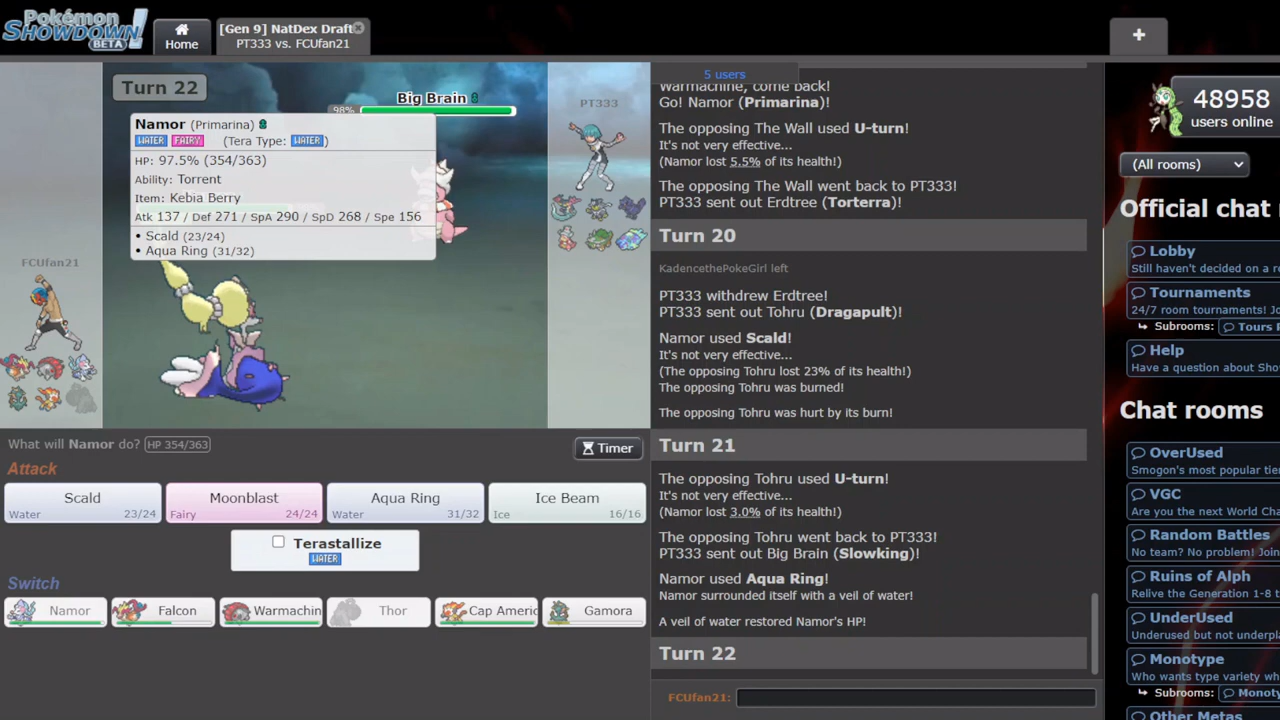 Pokémon
SHOWDOWN!
BETA
Home
[Gen 9] NatDex Draft
PT333 vs. FCUfan21
+
Turn 22
Big Brain
98%
Namor (Primarina)
WATER FAIRY (Tera Type: WATER)
HP: 97.5% (354/363)
Ability: Torrent
Item: Kebia Berry
Atk 137 / Def 271 / SpA 290 / SpD 268 / Spe 156
• Scald (23/24)
• Aqua Ring (31/32)
FCUfan21
PT333
What will Namor do? HP 354/363
Timer
Attack
Scald
Water 23/24
Moonblast
Fairy 24/24
Aqua Ring
Water 31/32
Ice Beam
Ice 16/16
Terastallize
WATER
Switch
Namor
Falcon
Warmachin
Thor
Cap Americ
Gamora
5 users
Warmachine, come back!
Go! Namor (Primarina)!
The opposing The Wall used U-turn!
It's not very effective...
(Namor lost 5.5% of its health!)
The opposing The Wall went back to PT333!
PT333 sent out Erdtree (Torterra)!
Turn 20
KadencethePokeGirl left
PT333 withdrew Erdtree!
PT333 sent out Tohru (Dragapult)!
Namor used Scald!
It's not very effective...
(The opposing Tohru lost 23% of its health!)
The opposing Tohru was burned!
The opposing Tohru was hurt by its burn!
Turn 21
The opposing Tohru used U-turn!
It's not very effective...
(Namor lost 3.0% of its health!)
The opposing Tohru went back to PT333!
PT333 sent out Big Brain (Slowking)!
Namor used Aqua Ring!
Namor surrounded itself with a veil of water!
A veil of water restored Namor's HP!
Turn 22
FCUfan21:
48958
users online
(All rooms)
Official chat r
Lobby
Still haven't decided on a ro
Tournaments
24/7 room tournaments! Jo
Subrooms: Tours P
Help
Have a question about Sho
Chat rooms
OverUsed
Smogon's most popular tie
VGC
Are you the next World Cha
Random Battles
No team? No problem! Join
Ruins of Alph
Relive the Generation 1-8 t
UnderUsed
Underused but not underpla
Monotype
Who wants type variety wh
Subrooms: Monoty
Other Metas